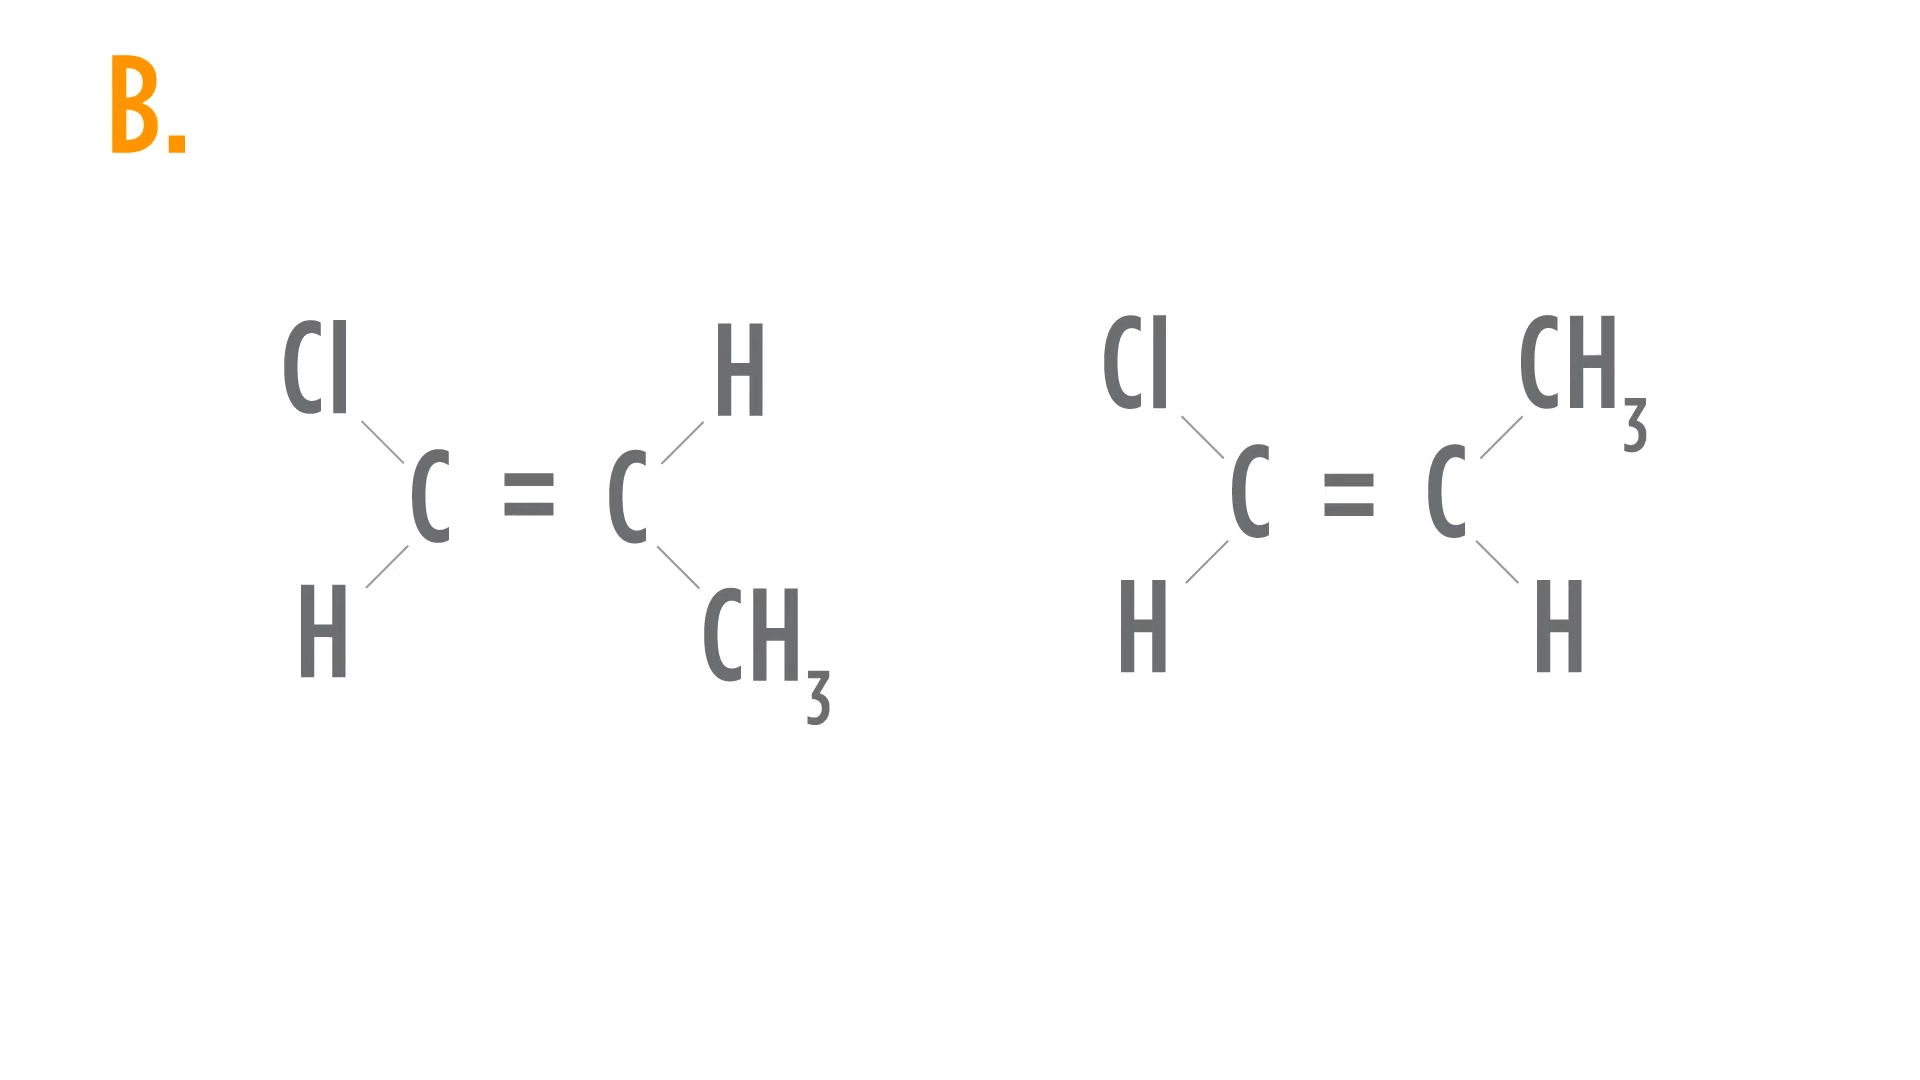 B.
Cl H Cl CH₃
C = C C = C
H CH₃ H H